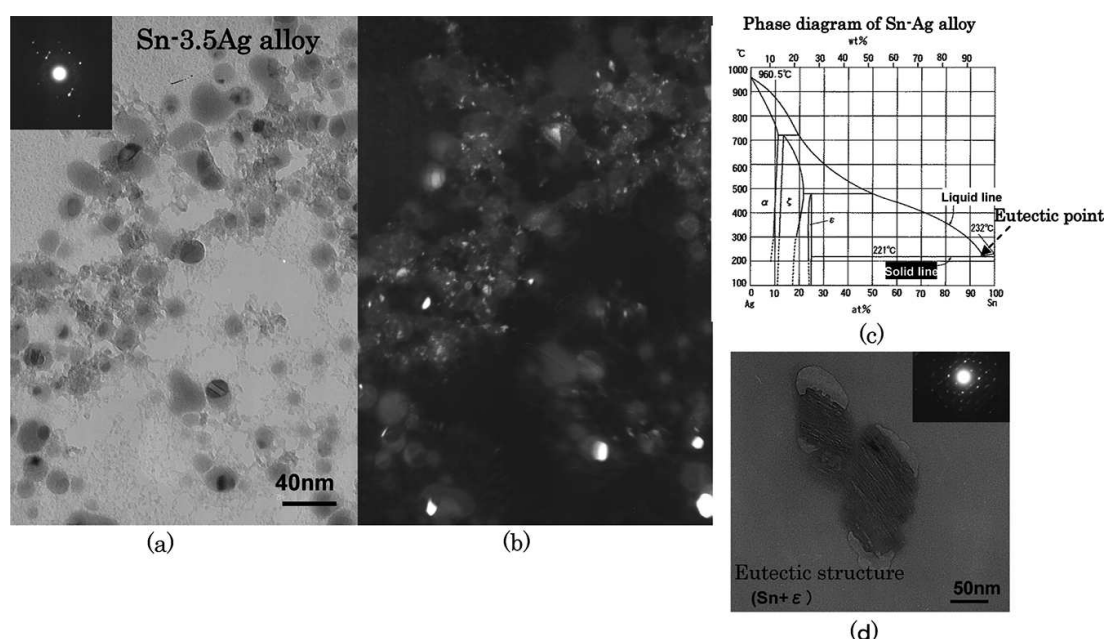 Sn-3.5Ag alloy
40nm
(a)
(b)
Phase diagram of Sn-Ag alloy
wt%
10 20 30 40 50 60 70 80 90
℃
1000
960.5℃
900
800
700
600
500
400
300
200
100
α
ζ
ε
Liquid line
Eutectic point
232℃
221℃
Solid line
0 10 20 30 40 50 60 70 80 90 100
Ag
at%
Sn
(c)
Eutectic structure
(Sn+ε)
50nm
(d)